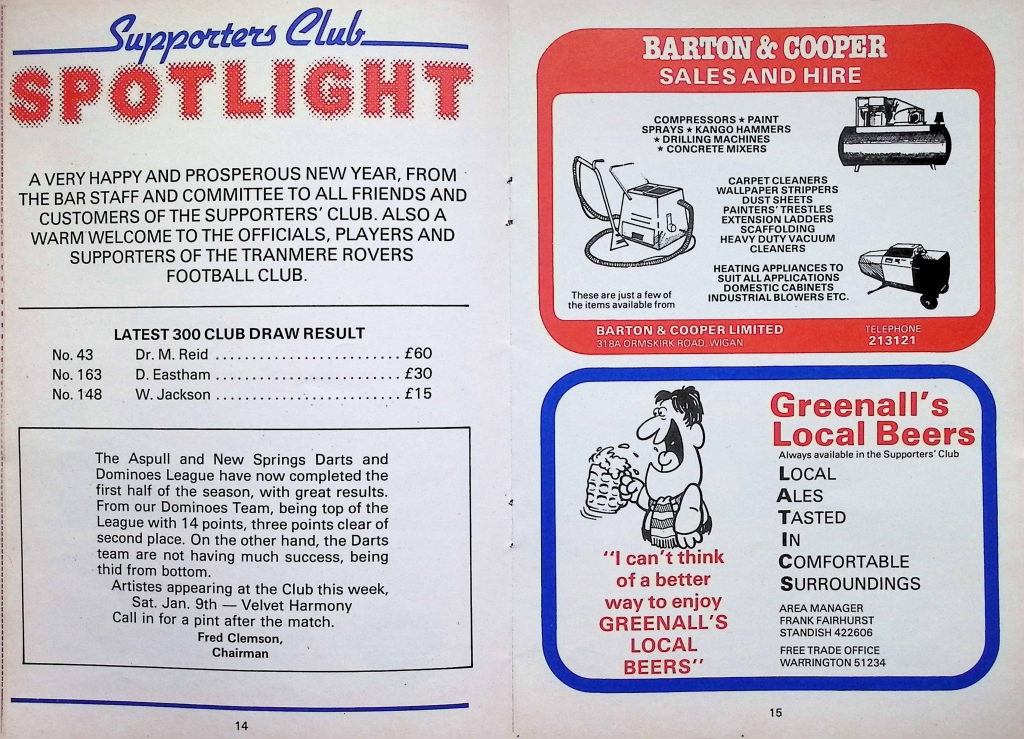 Supporters Club
SPOTLIGHT
A VERY HAPPY AND PROSPEROUS NEW YEAR, FROM
THE BAR STAFF AND COMMITTEE TO ALL FRIENDS AND
CUSTOMERS OF THE SUPPORTERS' CLUB. ALSO A
WARM WELCOME TO THE OFFICIALS, PLAYERS AND
SUPPORTERS OF THE TRANMERE ROVERS
FOOTBALL CLUB.
LATEST 300 CLUB DRAW RESULT
No. 43 Dr. M. Reid ........................ £60
No. 163 D. Eastham ........................ £30
No. 148 W. Jackson ........................ £15
The Aspull and New Springs Darts and
Dominoes League have now completed the
first half of the season, with great results.
From our Dominoes Team, being top of the
League with 14 points, three points clear of
second place. On the other hand, the Darts
team are not having much success, being
thid from bottom.
Artistes appearing at the Club this week,
Sat. Jan. 9th — Velvet Harmony
Call in for a pint after the match.
Fred Clemson,
Chairman
14
BARTON & COOPER
SALES AND HIRE
COMPRESSORS ★ PAINT
SPRAYS ★ KANGO HAMMERS
★ DRILLING MACHINES
★ CONCRETE MIXERS
CARPET CLEANERS
WALLPAPER STRIPPERS
DUST SHEETS
PAINTERS' TRESTLES
EXTENSION LADDERS
SCAFFOLDING
HEAVY DUTY VACUUM
CLEANERS
HEATING APPLIANCES TO
SUIT ALL APPLICATIONS
DOMESTIC CABINETS
INDUSTRIAL BLOWERS ETC.
These are just a few of
the items available from
BARTON & COOPER LIMITED
318A ORMSKIRK ROAD, WIGAN
TELEPHONE
213121
Greenall's
Local Beers
Always available in the Supporters' Club
LOCAL
ALES
TASTED
IN
COMFORTABLE
SURROUNDINGS
"I can't think
of a better
way to enjoy
GREENALL'S
LOCAL
BEERS"
AREA MANAGER
FRANK FAIRHURST
STANDISH 422606
FREE TRADE OFFICE
WARRINGTON 51234
15